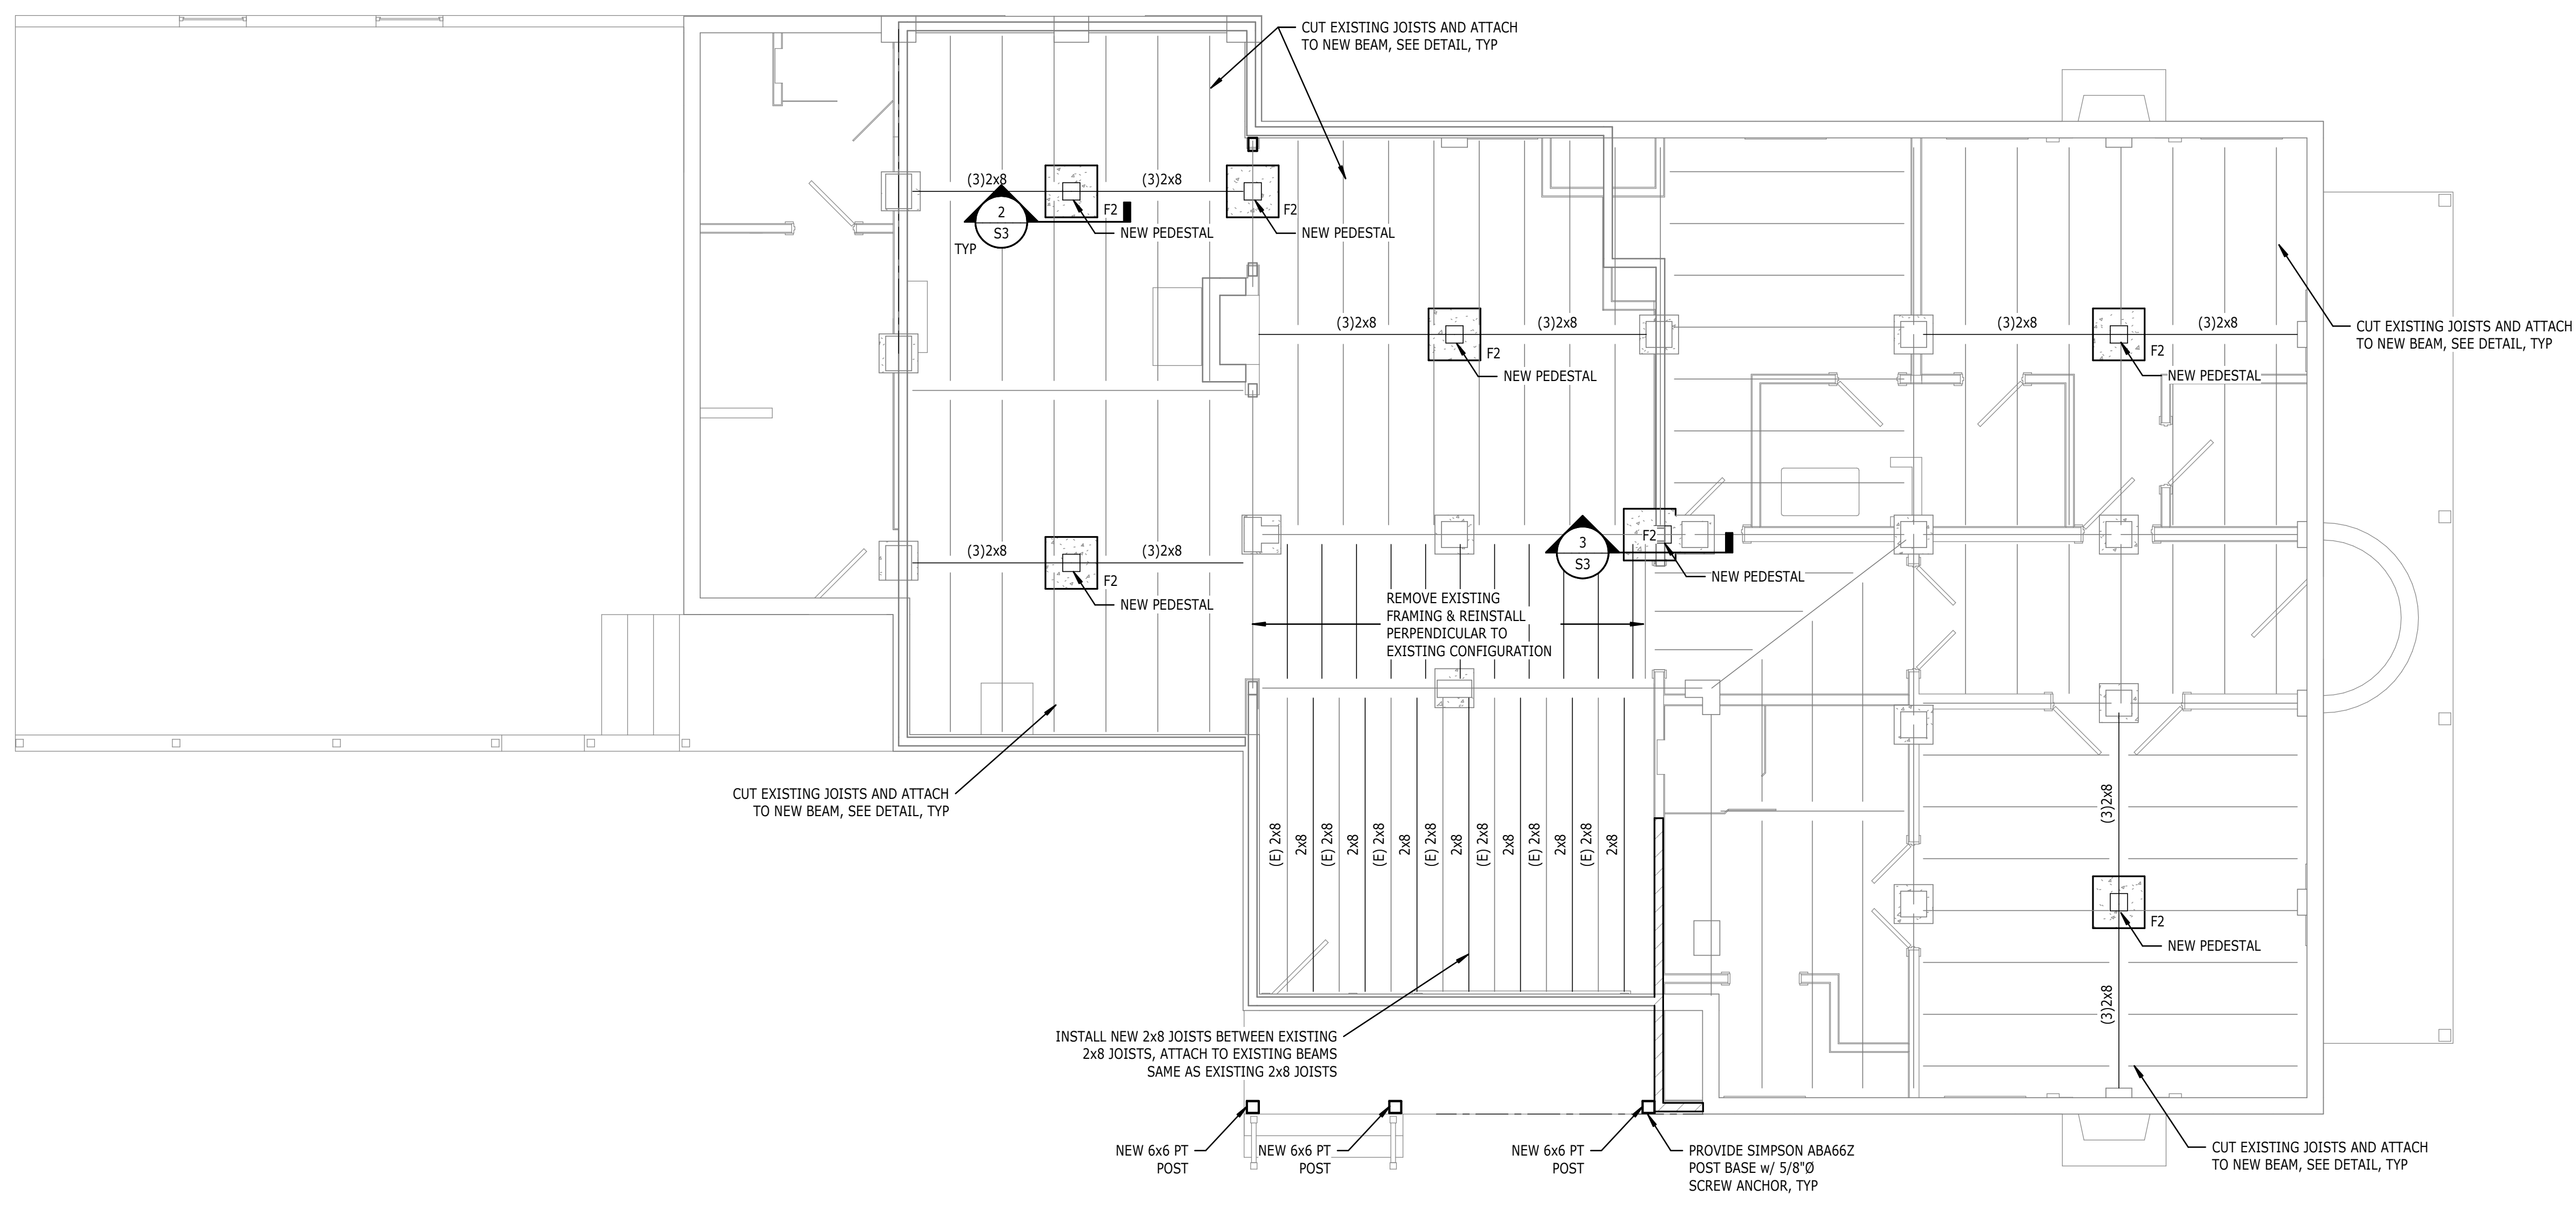 CUT EXISTING JOISTS AND ATTACH
TO NEW BEAM, SEE DETAIL, TYP
(3)2x8
(3)2x8
2
S3
TYP
F2
NEW PEDESTAL
F2
NEW PEDESTAL
(3)2x8
(3)2x8
F2
NEW PEDESTAL
(3)2x8
(3)2x8
F2
NEW PEDESTAL
CUT EXISTING JOISTS AND ATTACH
TO NEW BEAM, SEE DETAIL, TYP
(3)2x8
(3)2x8
F2
NEW PEDESTAL
3
S3
F2
NEW PEDESTAL
REMOVE EXISTING
FRAMING & REINSTALL
PERPENDICULAR TO
EXISTING CONFIGURATION
CUT EXISTING JOISTS AND ATTACH
TO NEW BEAM, SEE DETAIL, TYP
(E) 2x8
2x8
(E) 2x8
2x8
(E) 2x8
2x8
(E) 2x8
2x8
(E) 2x8
2x8
(E) 2x8
2x8
(E) 2x8
2x8
(3)2x8
F2
NEW PEDESTAL
(3)2x8
INSTALL NEW 2x8 JOISTS BETWEEN EXISTING
2x8 JOISTS, ATTACH TO EXISTING BEAMS
SAME AS EXISTING 2x8 JOISTS
NEW 6x6 PT
POST
NEW 6x6 PT
POST
NEW 6x6 PT
POST
PROVIDE SIMPSON ABA66Z
POST BASE w/ 5/8"Ø
SCREW ANCHOR, TYP
CUT EXISTING JOISTS AND ATTACH
TO NEW BEAM, SEE DETAIL, TYP